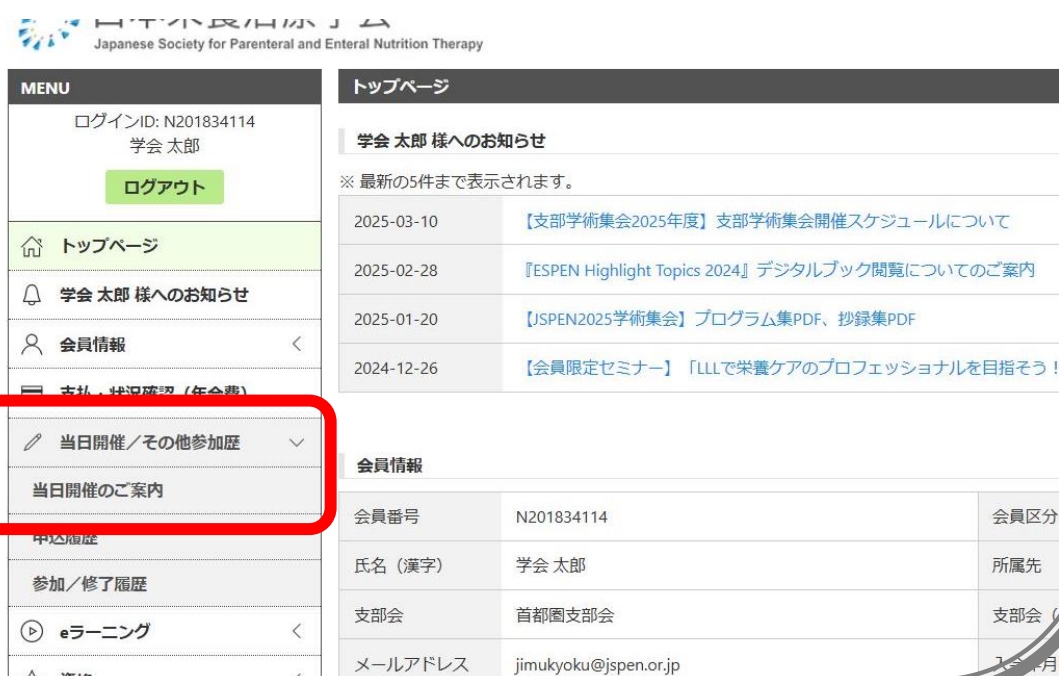 Japanese Society for Parenteral and Enteral Nutrition Therapy
MENU
ログインID: N201834114
学会 太郎
ログアウト
トップページ
学会 太郎 様へのお知らせ
会員情報
支払・状況確認（年会費）
当日開催／その他参加歴
当日開催のご案内
申込履歴
参加／修了履歴
eラーニング
トップページ
学会 太郎 様へのお知らせ
※ 最新の5件まで表示されます。
2025-03-10 【支部学術集会2025年度】支部学術集会開催スケジュールについて
2025-02-28 『ESPEN Highlight Topics 2024』デジタルブック閲覧についてのご案内
2025-01-20 【JSPEN2025学術集会】プログラム集PDF、抄録集PDF
2024-12-26 【会員限定セミナー】「LLLで栄養ケアのプロフェッショナルを目指そう！
会員情報
会員番号 N201834114 会員区分
氏名（漢字） 学会 太郎 所属先
支部会 首都圏支部会 支部会
メールアドレス jimukyoku@jspen.or.jp